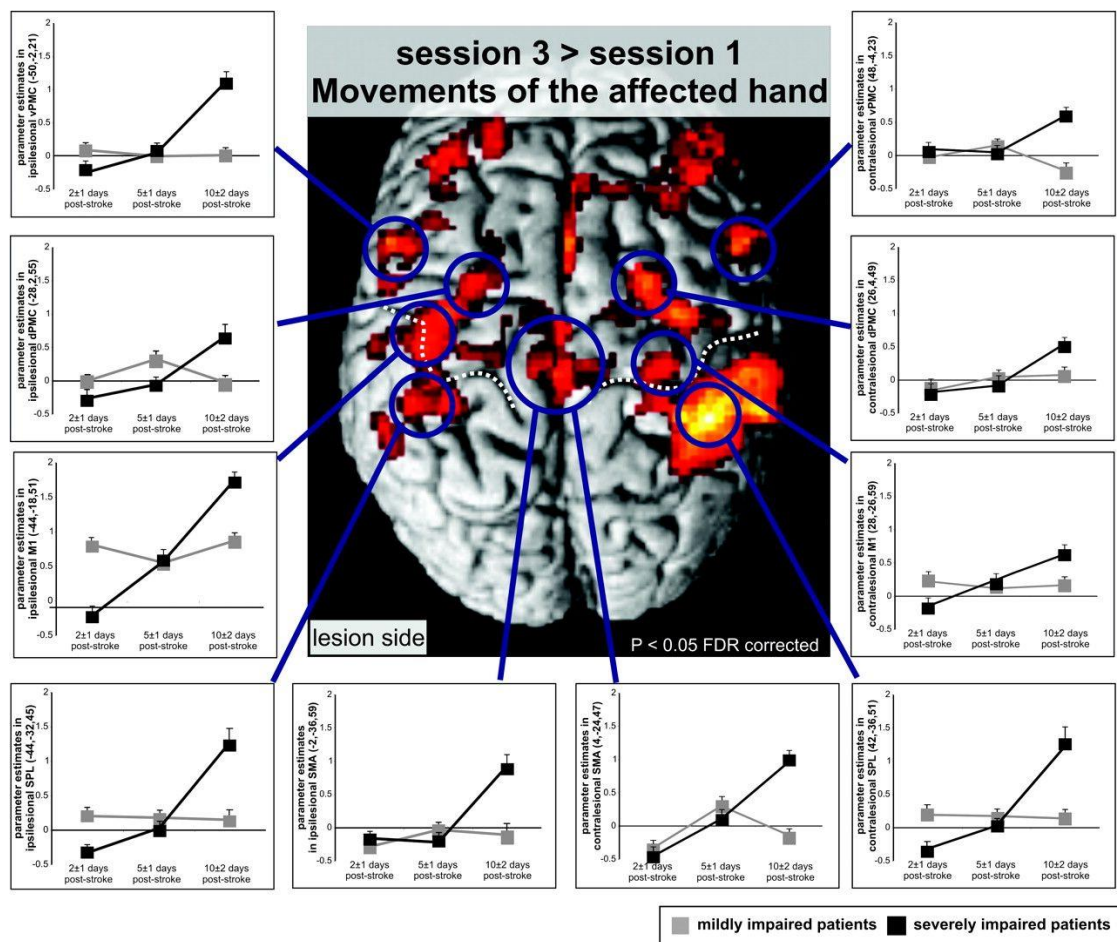 session 3 > session 1
Movements of the affected hand
parameter estimates in
ipsilesional vPMC (-50,-2,21)
2
1.5
1
0.5
0
-0.5
2±1 days
post-stroke
5±1 days
post-stroke
10±2 days
post-stroke
parameter estimates in
contralesional vPMC (48,-4,23)
2
1.5
1
0.5
0
-0.5
2±1 days
post-stroke
5±1 days
post-stroke
10±2 days
post-stroke
parameter estimates in
ipsilesional dPMC (-28,2,55)
2
1.5
1
0.5
0
-0.5
2±1 days
post-stroke
5±1 days
post-stroke
10±2 days
post-stroke
parameter estimates in
contralesional dPMC (26,4,49)
2
1.5
1
0.5
0
-0.5
2±1 days
post-stroke
5±1 days
post-stroke
10±2 days
post-stroke
parameter estimates in
ipsilesional M1 (-44,-18,51)
2
1.5
1
0.5
0
-0.5
2±1 days
post-stroke
5±1 days
post-stroke
10±2 days
post-stroke
parameter estimates in
contralesional M1 (28,-26,59)
2
1.5
1
0.5
0
-0.5
2±1 days
post-stroke
5±1 days
post-stroke
10±2 days
post-stroke
lesion side
P < 0.05 FDR corrected
parameter estimates in
ipsilesional SPL (-44,-32,45)
2
1.5
1
0.5
0
-0.5
2±1 days
post-stroke
5±1 days
post-stroke
10±2 days
post-stroke
parameter estimates
in ipsilesional SMA (-2,-36,59)
2
1.5
1
0.5
0
-0.5
2±1 days
post-stroke
5±1 days
post-stroke
10±2 days
post-stroke
parameter estimates in
contralesional SMA (4,-24,47)
2
1.5
1
0.5
0
-0.5
2±1 days
post-stroke
5±1 days
post-stroke
10±2 days
post-stroke
parameter estimates in
contralesional SPL (42,-36,51)
2
1.5
1
0.5
0
-0.5
2±1 days
post-stroke
5±1 days
post-stroke
10±2 days
post-stroke
mildly impaired patients
severely impaired patients